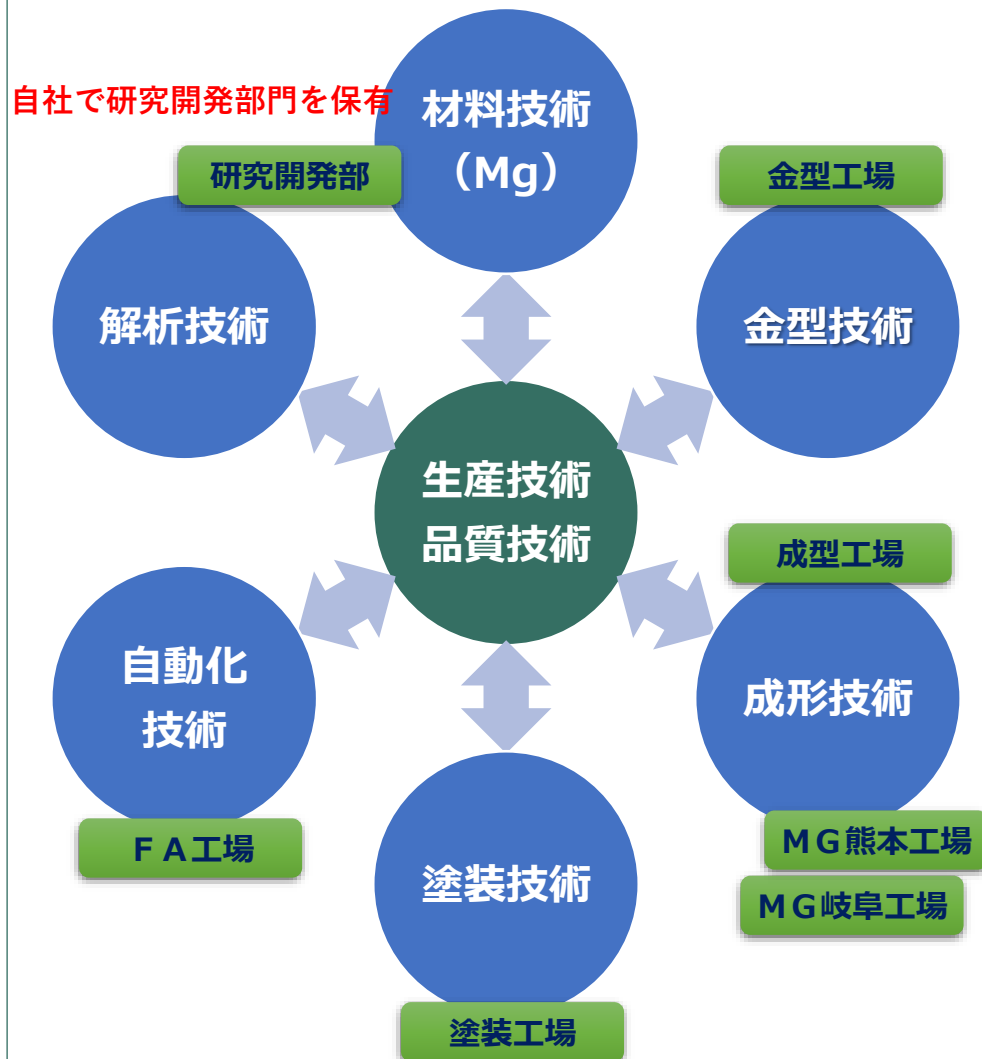 自社で研究開発部門を保有
材料技術
（Mg）
研究開発部
金型工場
解析技術
金型技術
生産技術
品質技術
成型工場
自動化
技術
成形技術
ＦＡ工場
ＭＧ熊本工場
塗装技術
ＭＧ岐阜工場
塗装工場